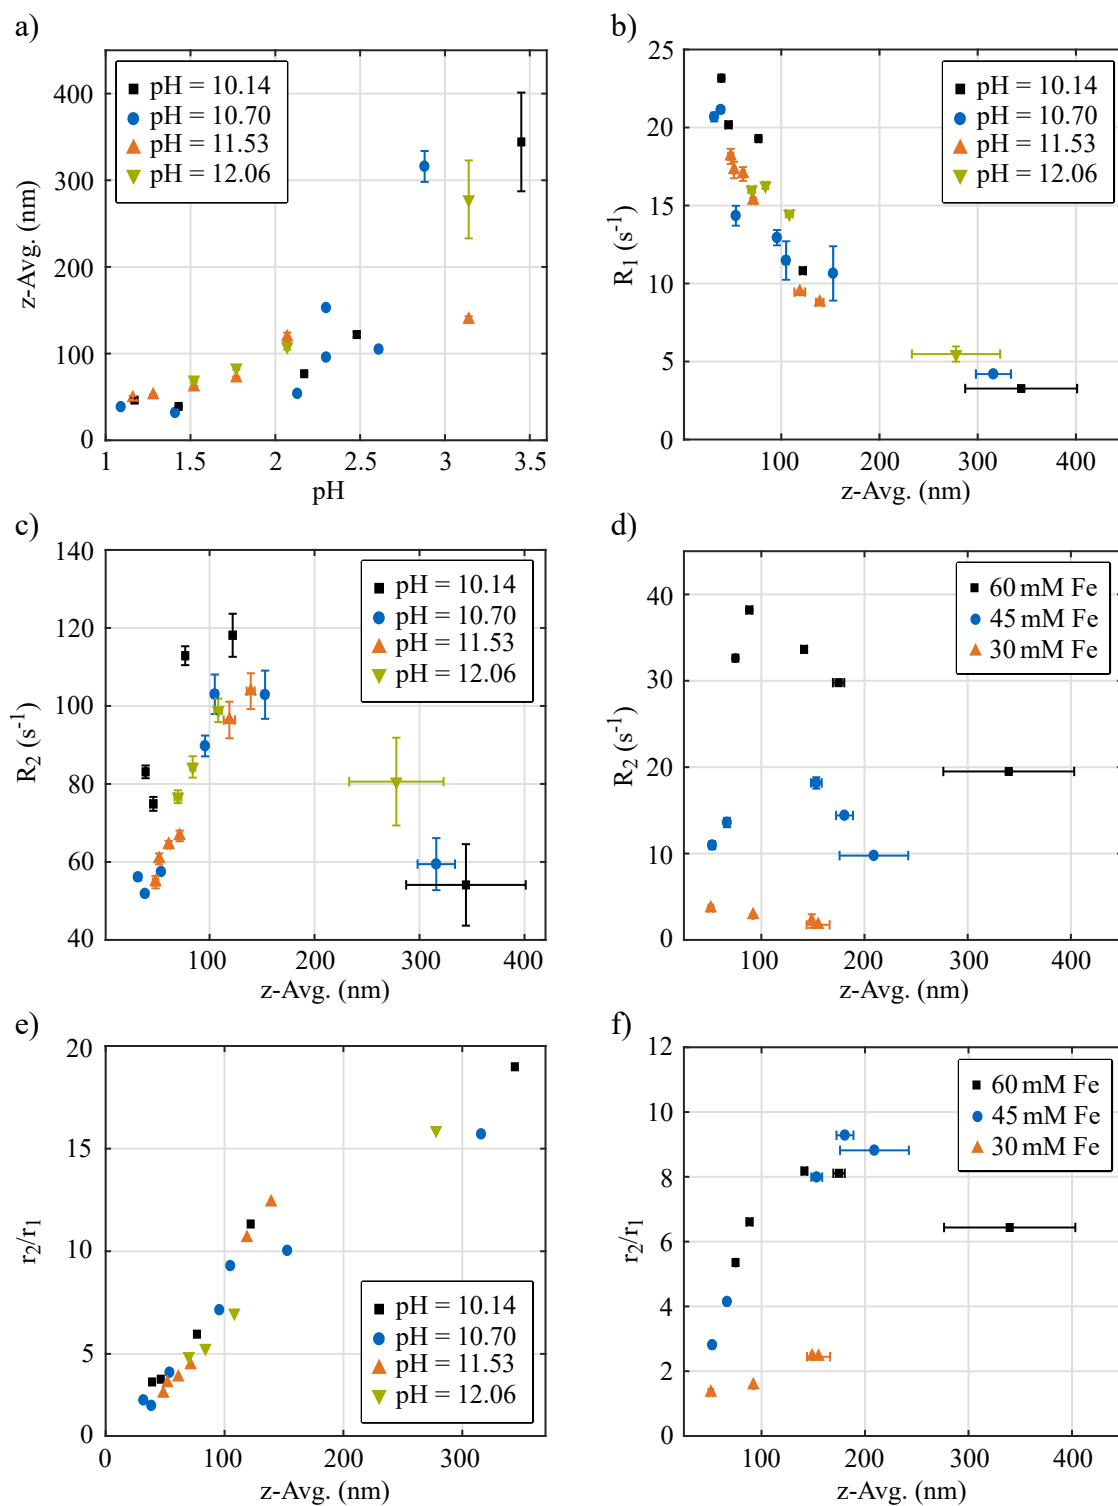 a)
z-Avg. (nm)
400
300
200
100
0
pH = 10.14
pH = 10.70
pH = 11.53
pH = 12.06
1 1.5 2 2.5 3 3.5
pH
b)
R1 (s-1)
25
20
15
10
5
0
pH = 10.14
pH = 10.70
pH = 11.53
pH = 12.06
100 200 300 400
z-Avg. (nm)
c)
R2 (s-1)
140
120
100
80
60
40
pH = 10.14
pH = 10.70
pH = 11.53
pH = 12.06
100 200 300 400
z-Avg. (nm)
d)
R2 (s-1)
40
30
20
10
0
60 mM Fe
45 mM Fe
30 mM Fe
100 200 300 400
z-Avg. (nm)
e)
r2/r1
20
15
10
5
0
pH = 10.14
pH = 10.70
pH = 11.53
pH = 12.06
0 100 200 300
z-Avg. (nm)
f)
r2/r1
12
10
8
6
4
2
0
60 mM Fe
45 mM Fe
30 mM Fe
100 200 300 400
z-Avg. (nm)